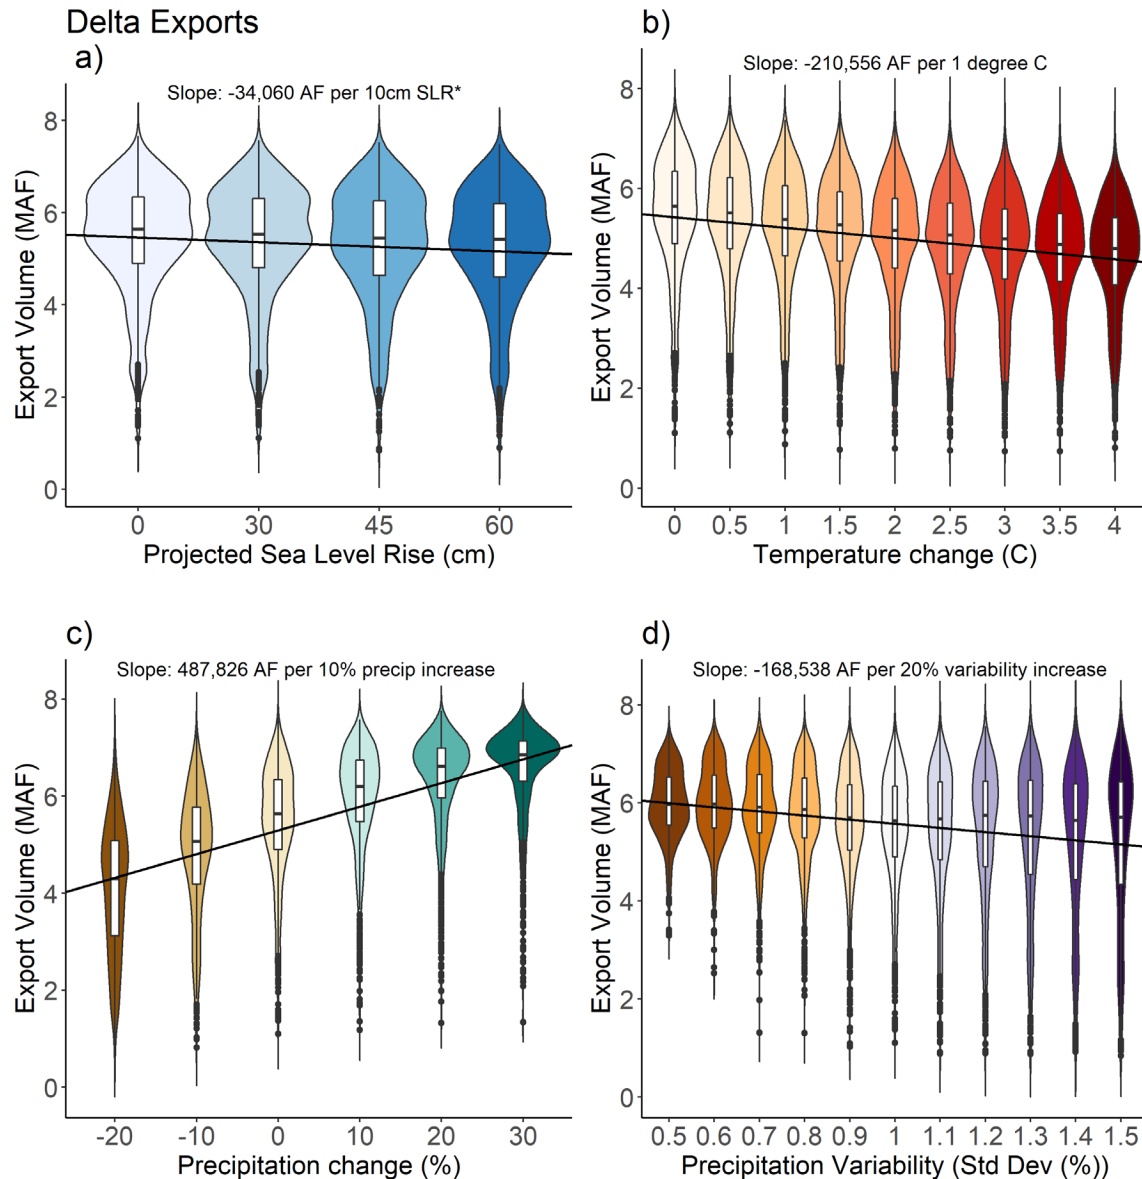 Delta Exports
a)
Slope: -34,060 AF per 10cm SLR*
Export Volume (MAF)
8
6
4
2
0
0 30 45 60
Projected Sea Level Rise (cm)
b)
Slope: -210,556 AF per 1 degree C
Export Volume (MAF)
8
6
4
2
0
0 0.5 1 1.5 2 2.5 3 3.5 4
Temperature change (C)
c)
Slope: 487,826 AF per 10% precip increase
Export Volume (MAF)
8
6
4
2
0
-20 -10 0 10 20 30
Precipitation change (%)
d)
Slope: -168,538 AF per 20% variability increase
Export Volume (MAF)
8
6
4
2
0
0.5 0.6 0.7 0.8 0.9 1 1.1 1.2 1.3 1.4 1.5
Precipitation Variability (Std Dev (%))